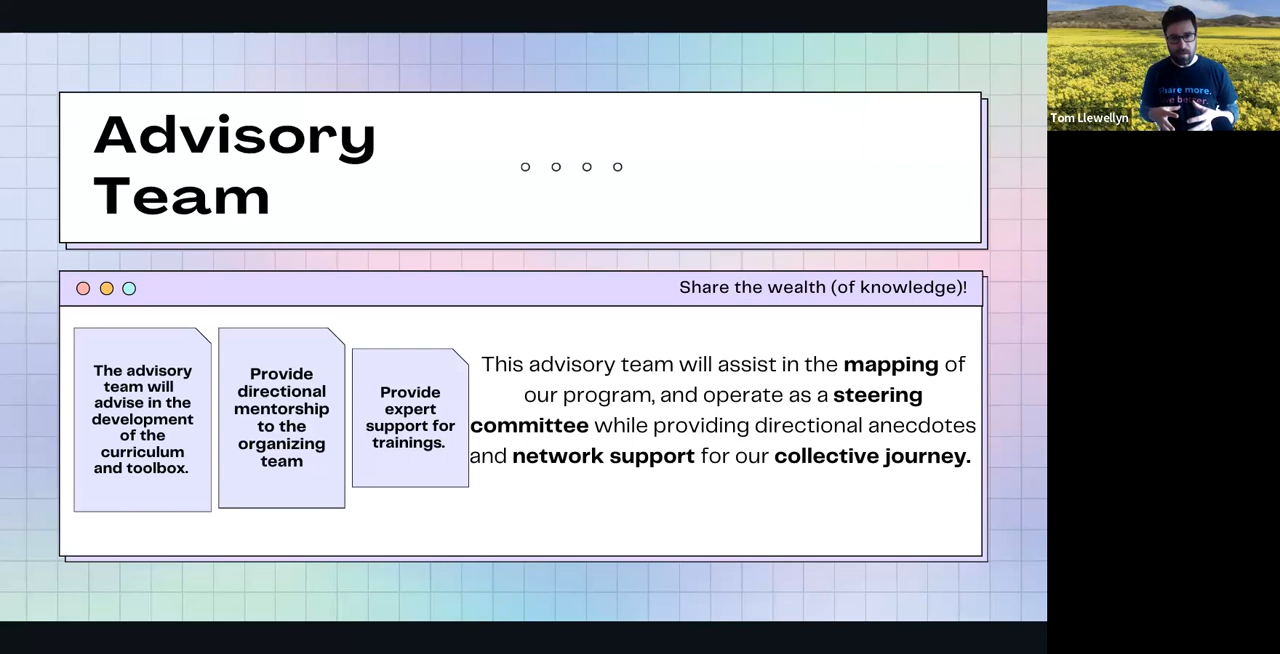 Advisory
Team
Share the wealth (of knowledge)!
The advisory
team will
advise in the
development
of the
curriculum
and toolbox.
Provide
directional
mentorship
to the
organizing
team
Provide
expert
support for
trainings.
This advisory team will assist in the mapping of
our program, and operate as a steering
committee while providing directional anecdotes
and network support for our collective journey.
Share more.
Tom Llewellyn